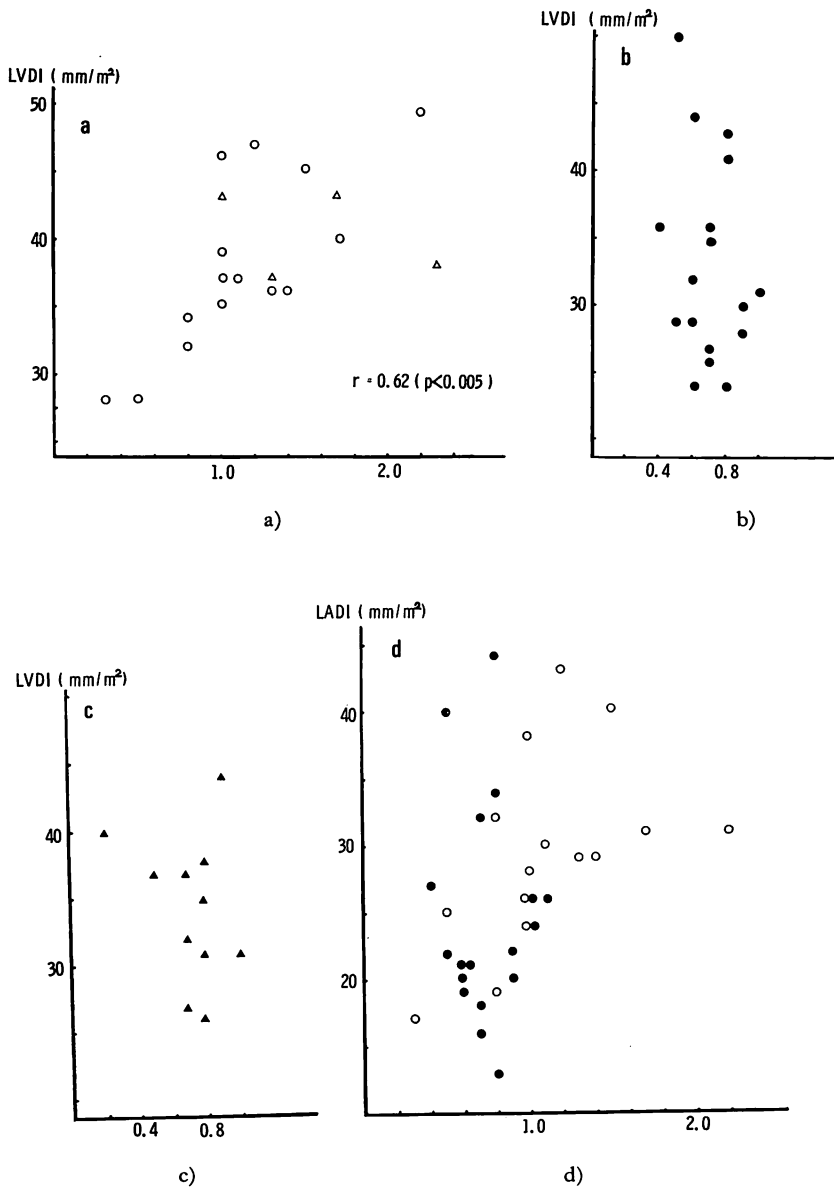 LVDI ( mm/m²)
a
50
40
30
r = 0.62 ( p<0.005 )
1.0 2.0
a)
LVDI ( mm/m²)
b
40
30
0.4 0.8
b)
LVDI ( mm/m²)
c
40
30
0.4 0.8
c)
LADI ( mm/m²)
d
40
30
20
1.0 2.0
d)